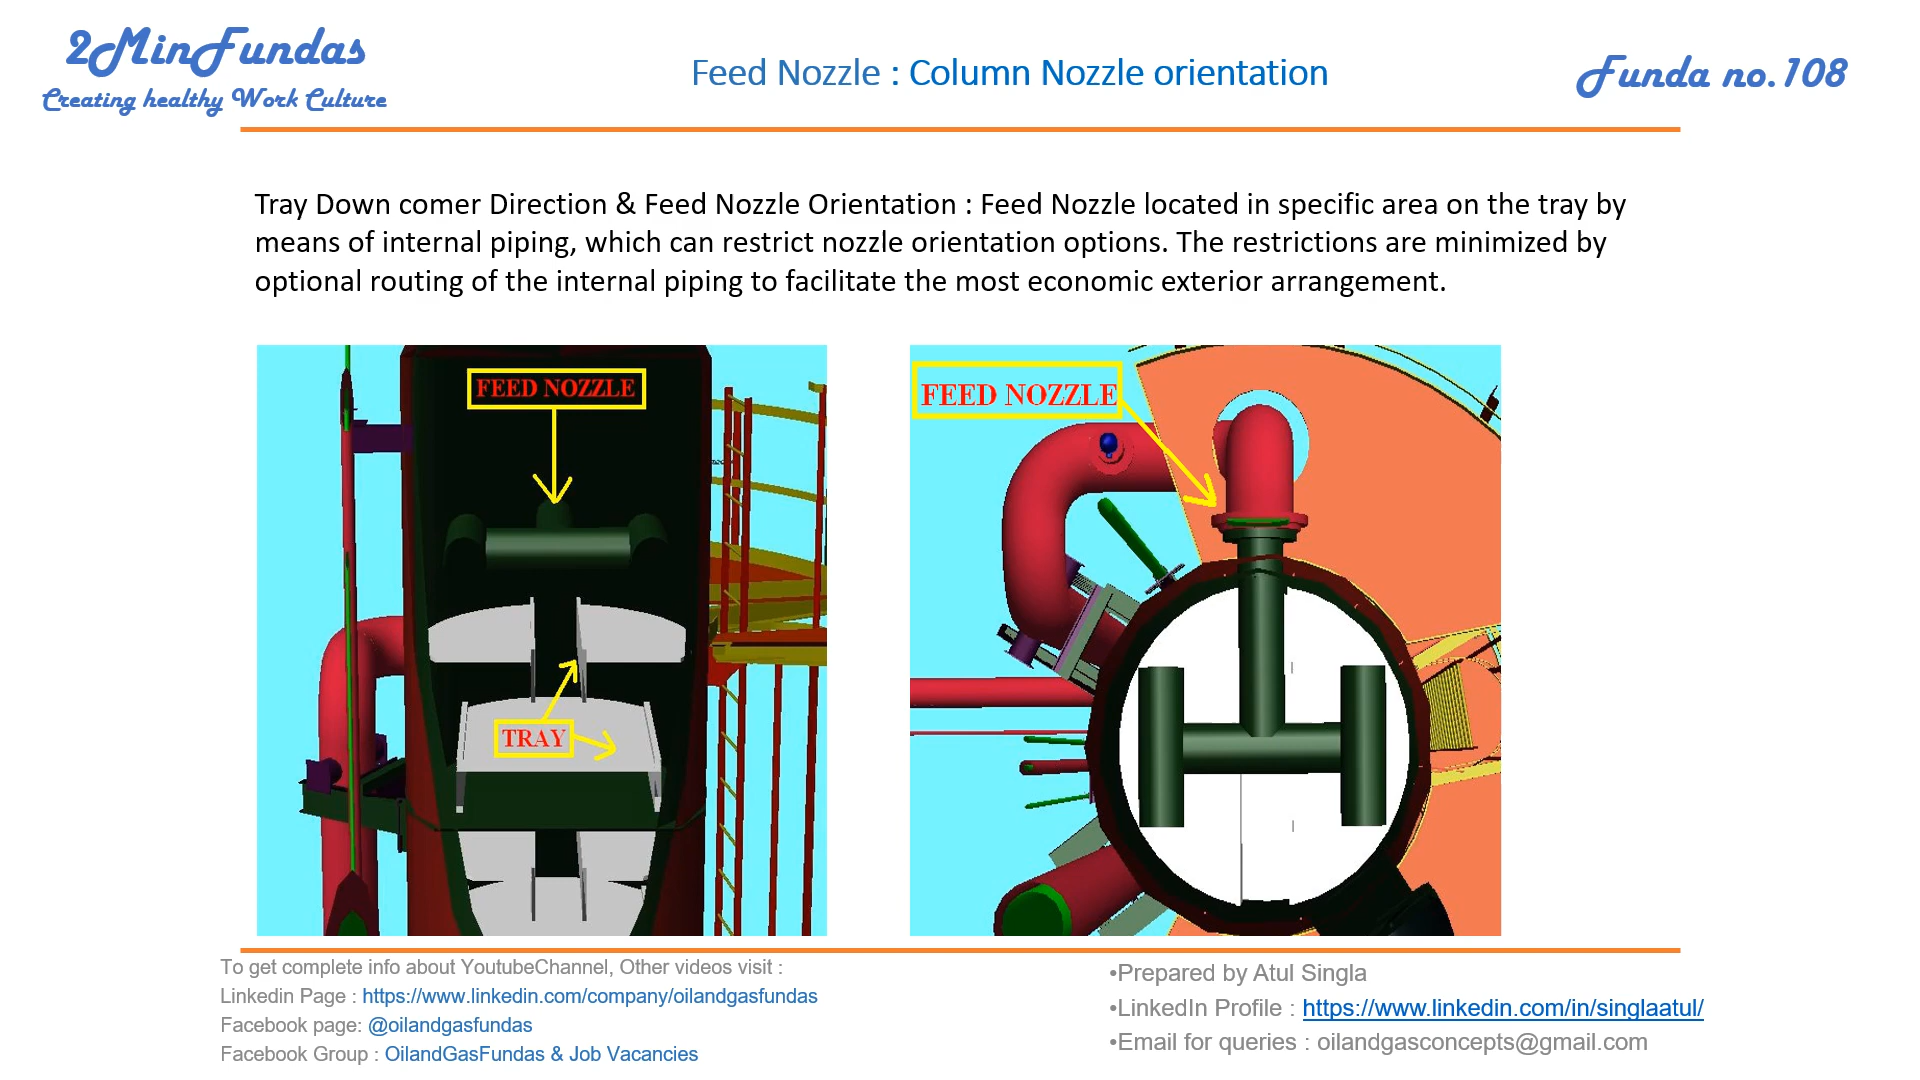 2MinFundas
Creating healthy Work Culture
Feed Nozzle : Column Nozzle orientation
Funda no.108
Tray Down comer Direction & Feed Nozzle Orientation : Feed Nozzle located in specific area on the tray by
means of internal piping, which can restrict nozzle orientation options. The restrictions are minimized by
optional routing of the internal piping to facilitate the most economic exterior arrangement.
FEED NOZZLE
TRAY
FEED NOZZLE
To get complete info about YoutubeChannel, Other videos visit :
Linkedin Page : https://www.linkedin.com/company/oilandgasfundas
Facebook page: @oilandgasfundas
Facebook Group : OilandGasFundas & Job Vacancies
•Prepared by Atul Singla
•LinkedIn Profile : https://www.linkedin.com/in/singlaatul/
•Email for queries : oilandgasconcepts@gmail.com